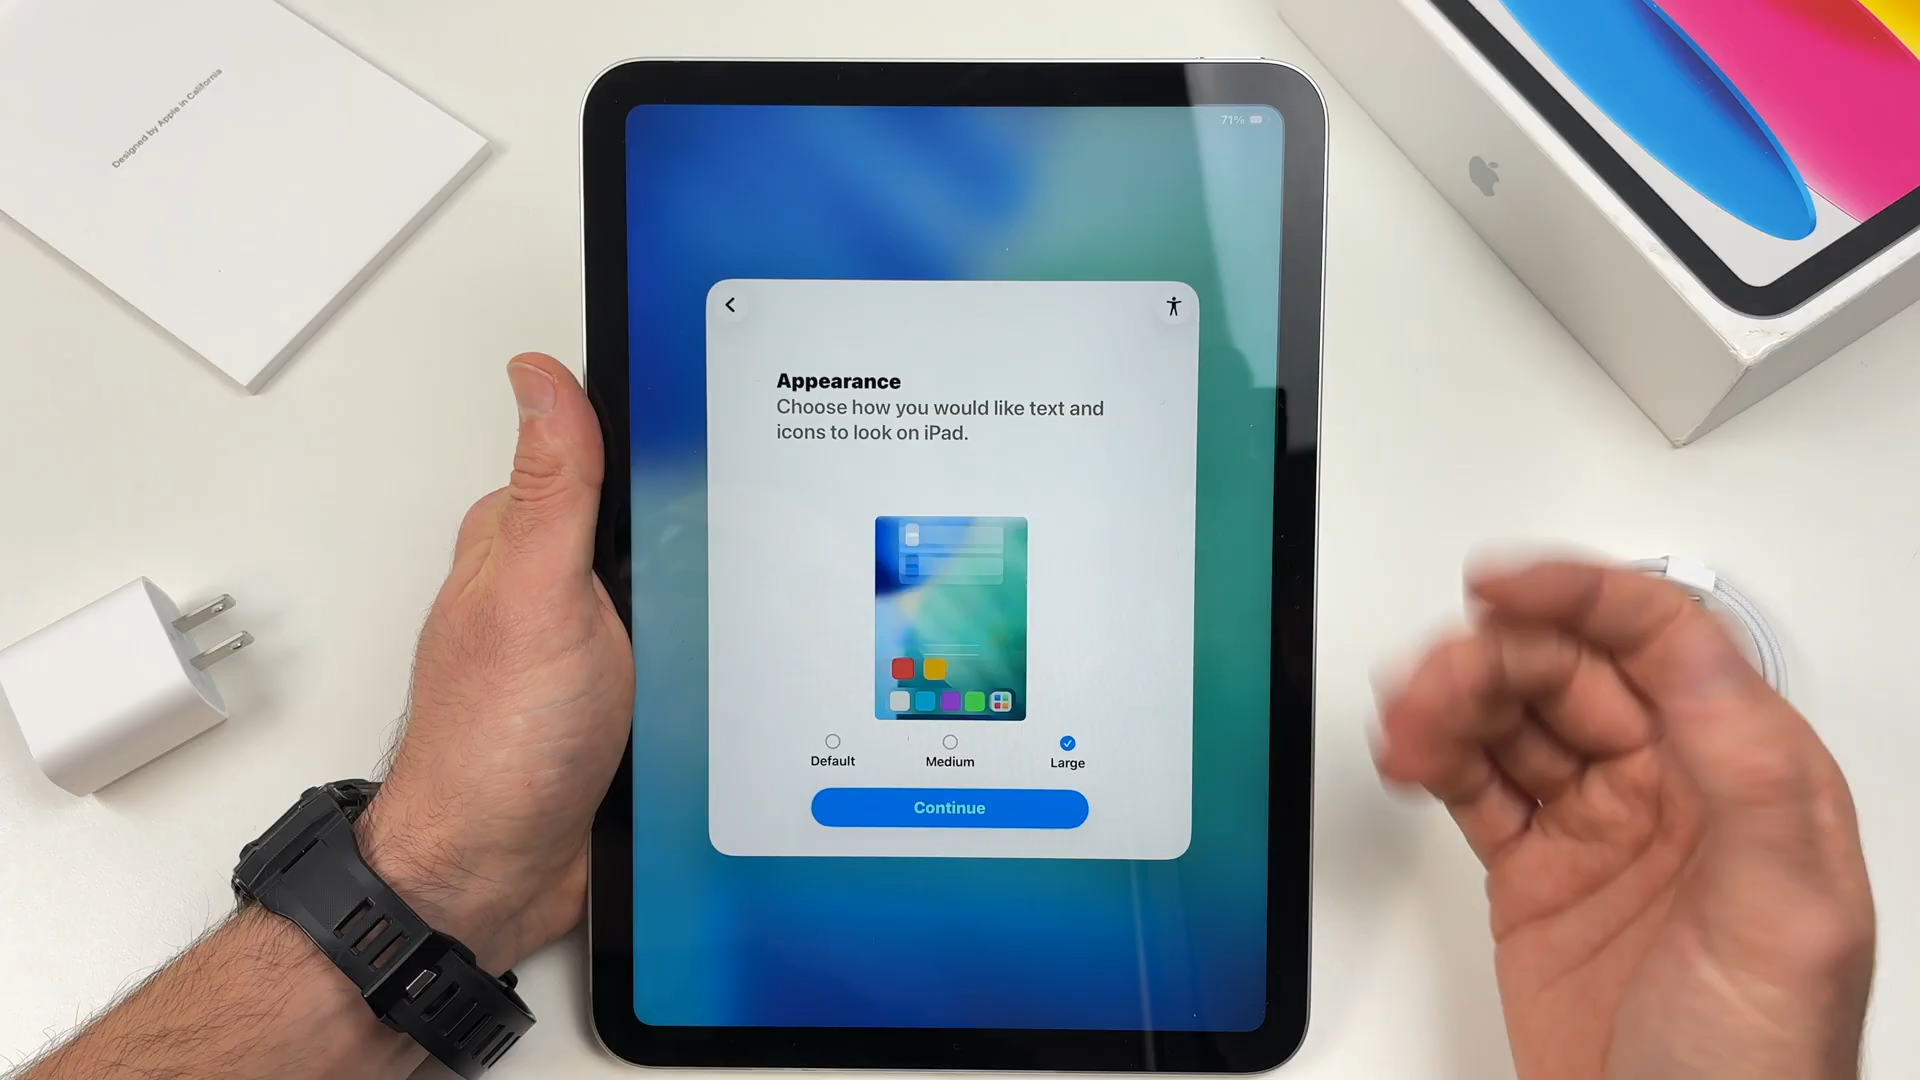 Designed by Apple in California
71%
Appearance
Choose how you would like text and
icons to look on iPad.
Default
Medium
Large
Continue